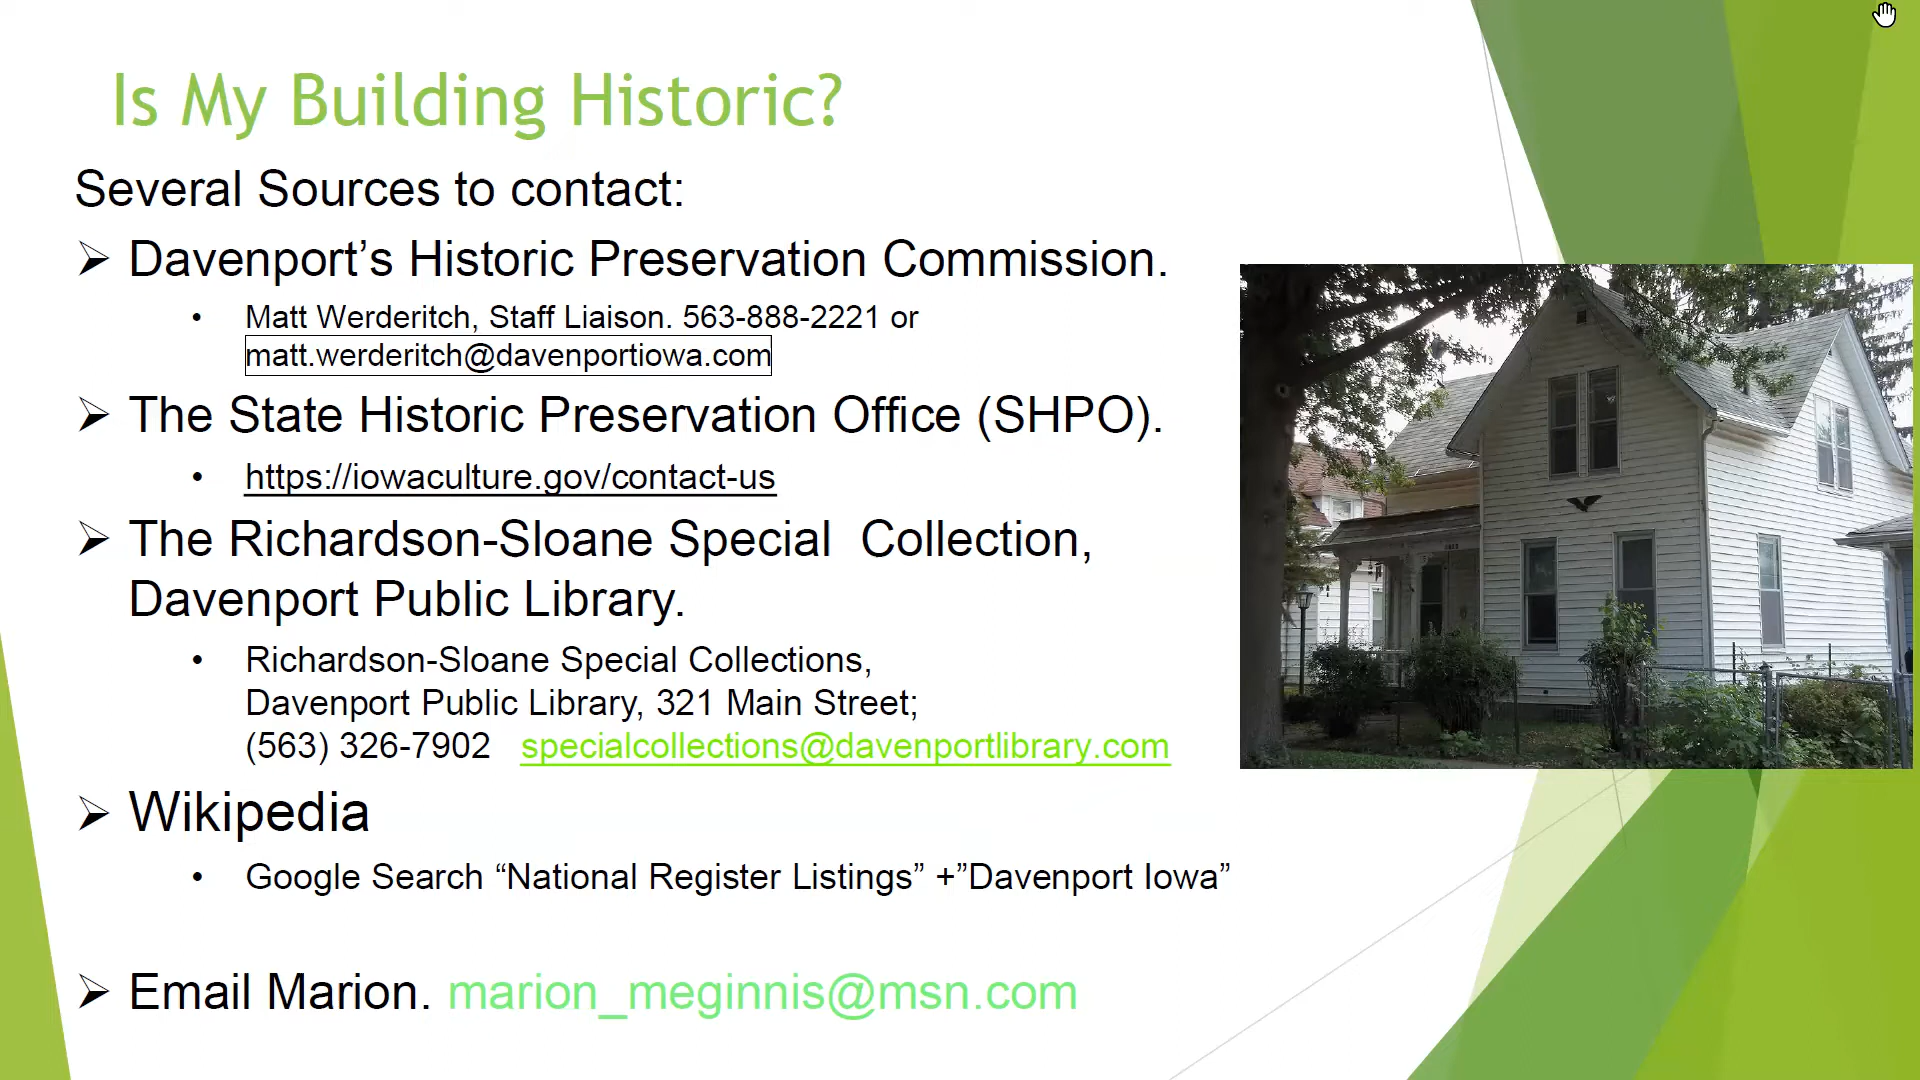 Is My Building Historic?
Several Sources to contact:
➢ Davenport’s Historic Preservation Commission.
• Matt Werderitch, Staff Liaison. 563-888-2221 or
matt.werderitch@davenportiowa.com
➢ The State Historic Preservation Office (SHPO).
• https://iowaculture.gov/contact-us
➢ The Richardson-Sloane Special  Collection,
Davenport Public Library.
• Richardson-Sloane Special Collections,
Davenport Public Library, 321 Main Street;
(563) 326-7902   specialcollections@davenportlibrary.com
➢ Wikipedia
• Google Search “National Register Listings” +”Davenport Iowa”
➢ Email Marion. marion_meginnis@msn.com